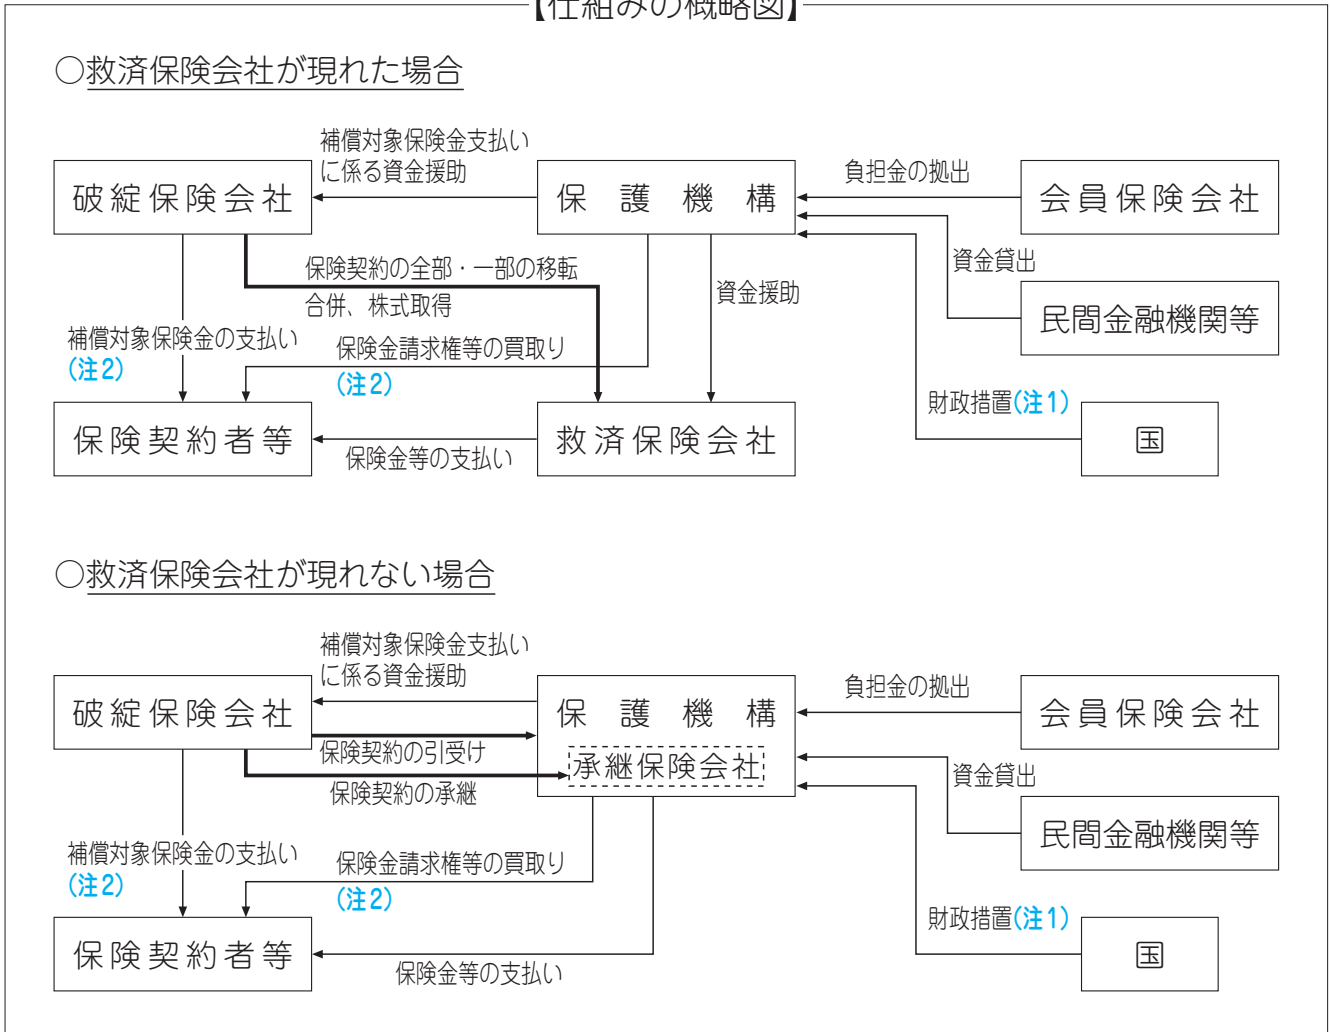 【仕組みの概略図】
○救済保険会社が現れた場合
補償対象保険金支払い
に係る資金援助
破綻保険会社
保護機構
負担金の拠出
会員保険会社
保険契約の全部・一部の移転
合併、株式取得
資金援助
資金貸出
民間金融機関等
補償対象保険金の支払い
(注2)
保険金請求権等の買取り
(注2)
財政措置(注1)
保険契約者等
保険金等の支払い
救済保険会社
国
○救済保険会社が現れない場合
補償対象保険金支払い
に係る資金援助
破綻保険会社
保護機構
負担金の拠出
会員保険会社
保険契約の引受け
承継保険会社
保険契約の承継
資金貸出
民間金融機関等
補償対象保険金の支払い
(注2)
保険金請求権等の買取り
(注2)
財政措置(注1)
保険契約者等
保険金等の支払い
国